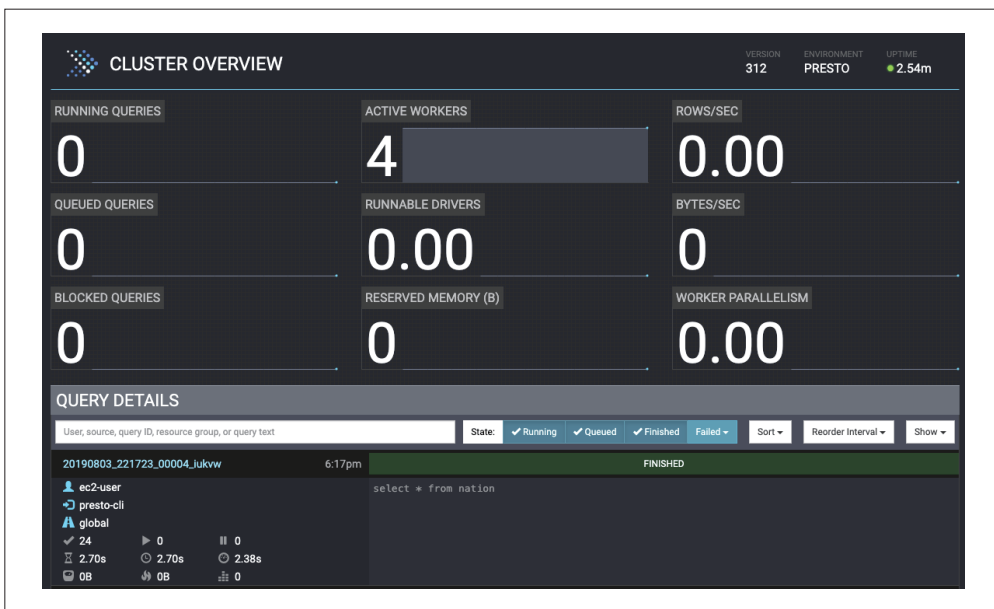 CLUSTER OVERVIEW
VERSION ENVIRONMENT UPTIME
312 PRESTO 2.54m
RUNNING QUERIES ACTIVE WORKERS ROWS/SEC
0 4 0.00
QUEUED QUERIES RUNNABLE DRIVERS BYTES/SEC
0 0.00 0
BLOCKED QUERIES RESERVED MEMORY (B) WORKER PARALLELISM
0 0 0.00
QUERY DETAILS
User, source, query ID, resource group, or query text State: Running Queued Finished Failed Sort Reorder Interval Show
20190803_221723_00004_iukvw 6:17pm FINISHED
ec2-user select * from nation
presto-cli
global
24 0 0
2.70s 2.70s 2.38s
0B 0B 0